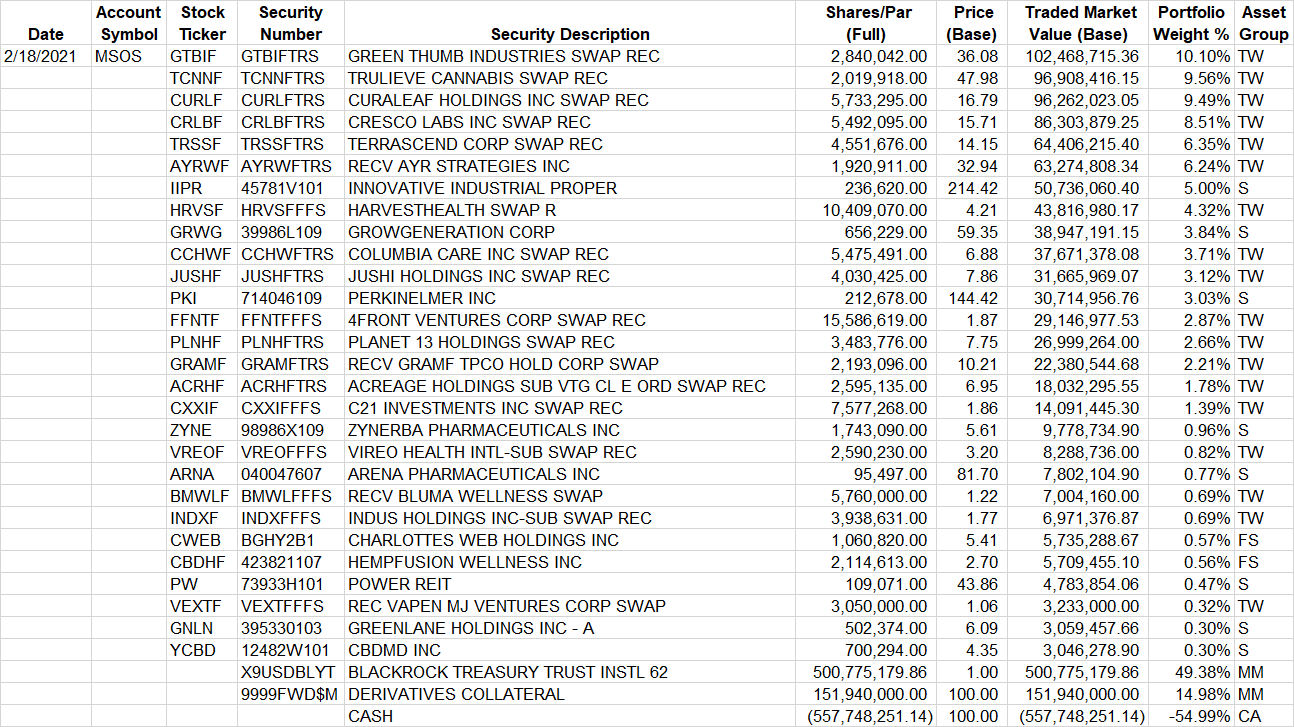 Account Stock Security Shares/Par Price Traded Market Portfolio Asset
Date Symbol Ticker Number Security Description (Full) (Base) Value (Base) Weight % Group
2/18/2021 MSOS GTBIF GTBIFTRS GREEN THUMB INDUSTRIES SWAP REC 2,840,042.00 36.08 102,468,715.36 10.10% TW
TCNNF TCNNFTRS TRULIEVE CANNABIS SWAP REC 2,019,918.00 47.98 96,908,416.15 9.56% TW
CURLF CURLFTRS CURALEAF HOLDINGS INC SWAP REC 5,733,295.00 16.79 96,262,023.05 9.49% TW
CRLBF CRLBFTRS CRESCO LABS INC SWAP REC 5,492,095.00 15.71 86,303,879.25 8.51% TW
TRSSF TRSSFTRS TERRASCEND CORP SWAP REC 4,551,676.00 14.15 64,406,215.40 6.35% TW
AYRWF AYRWFTRS RECV AYR STRATEGIES INC 1,920,911.00 32.94 63,274,808.34 6.24% TW
IIPR 45781V101 INNOVATIVE INDUSTRIAL PROPER 236,620.00 214.42 50,736,060.40 5.00% S
HRVSF HRVSFFFS HARVESTHEALTH SWAP R 10,409,070.00 4.21 43,816,980.17 4.32% TW
GRWG 39986L109 GROWGENERATION CORP 656,229.00 59.35 38,947,191.15 3.84% S
CCHWF CCHWFTRS COLUMBIA CARE INC SWAP REC 5,475,491.00 6.88 37,671,378.08 3.71% TW
JUSHF JUSHFTRS JUSHI HOLDINGS INC SWAP REC 4,030,425.00 7.86 31,665,969.07 3.12% TW
PKI 714046109 PERKINELMER INC 212,678.00 144.42 30,714,956.76 3.03% S
FFNTF FFNTFFFS 4FRONT VENTURES CORP SWAP REC 15,586,619.00 1.87 29,146,977.53 2.87% TW
PLNHF PLNHFTRS PLANET 13 HOLDINGS SWAP REC 3,483,776.00 7.75 26,999,264.00 2.66% TW
GRAMF GRAMFTRS RECV GRAMF TPCO HOLD CORP SWAP 2,193,096.00 10.21 22,380,544.68 2.21% TW
ACRHF ACRHFTRS ACREAGE HOLDINGS SUB VTG CL E ORD SWAP REC 2,595,135.00 6.95 18,032,295.55 1.78% TW
CXXIF CXXIFFFS C21 INVESTMENTS INC SWAP REC 7,577,268.00 1.86 14,091,445.30 1.39% TW
ZYNE 98986X109 ZYNERBA PHARMACEUTICALS INC 1,743,090.00 5.61 9,778,734.90 0.96% S
VREOF VREOFFFS VIREO HEALTH INTL-SUB SWAP REC 2,590,230.00 3.20 8,288,736.00 0.82% TW
ARNA 040047607 ARENA PHARMACEUTICALS INC 95,497.00 81.70 7,802,104.90 0.77% S
BMWLF BMWLFFFS RECV BLUMA WELLNESS SWAP 5,760,000.00 1.22 7,004,160.00 0.69% TW
INDXF INDXFFFS INDUS HOLDINGS INC-SUB SWAP REC 3,938,631.00 1.77 6,971,376.87 0.69% TW
CWEB BGHY2B1 CHARLOTTES WEB HOLDINGS INC 1,060,820.00 5.41 5,735,288.67 0.57% FS
CBDHF 423821107 HEMPFUSION WELLNESS INC 2,114,613.00 2.70 5,709,455.10 0.56% FS
PW 73933H101 POWER REIT 109,071.00 43.86 4,783,854.06 0.47% S
VEXTF VEXTFFFS REC VAPEN MJ VENTURES CORP SWAP 3,050,000.00 1.06 3,233,000.00 0.32% TW
GNLN 395330103 GREENLANE HOLDINGS INC - A 502,374.00 6.09 3,059,457.66 0.30% S
YCBD 12482W101 CBDMD INC 700,294.00 4.35 3,046,278.90 0.30% S
X9USDBLYT BLACKROCK TREASURY TRUST INSTL 62 500,775,179.86 1.00 500,775,179.86 49.38% MM
9999FWD$M DERIVATIVES COLLATERAL 151,940,000.00 100.00 151,940,000.00 14.98% MM
CASH (557,748,251.14) 100.00 (557,748,251.14) -54.99% CA